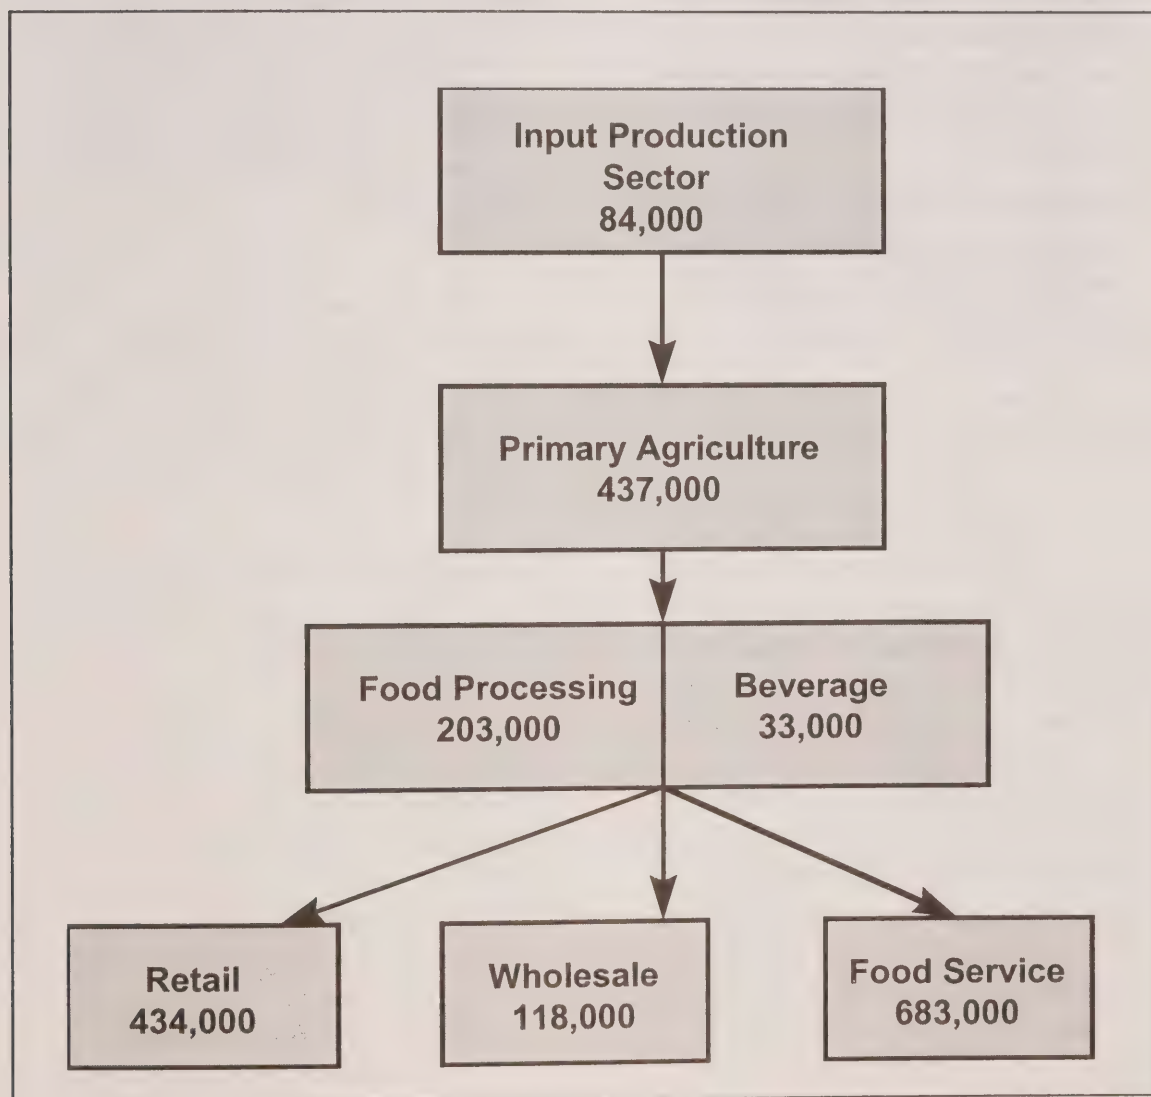 Input Production
Sector
84,000
Primary Agriculture
437,000
Food Processing
203,000
Beverage
33,000
Retail
434,000
Wholesale
118,000
Food Service
683,000